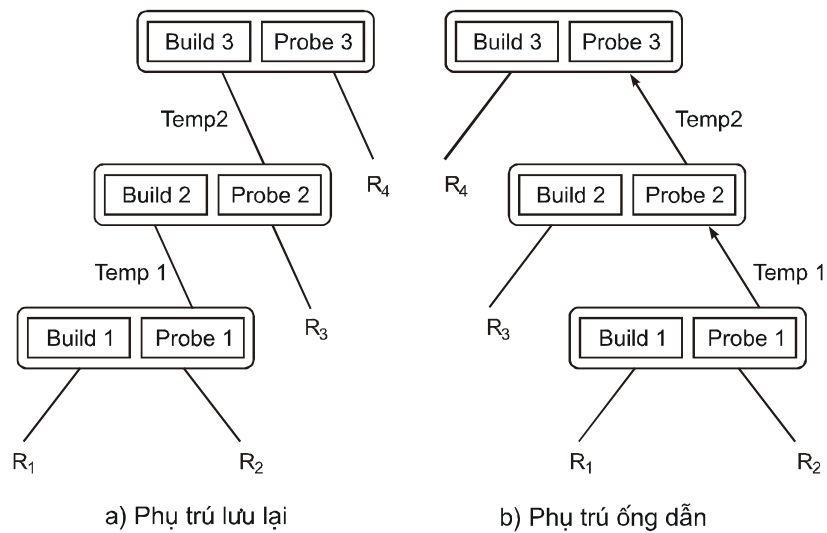 Build 3 Probe 3 Build 3 Probe 3
Temp2 Temp2
R4 R4
Build 2 Probe 2 Build 2 Probe 2
Temp 1 Temp 1
R3 R3
Build 1 Probe 1 Build 1 Probe 1
R1 R2 R1 R2
a) Phụ trú lưu lại b) Phụ trú ống dẫn